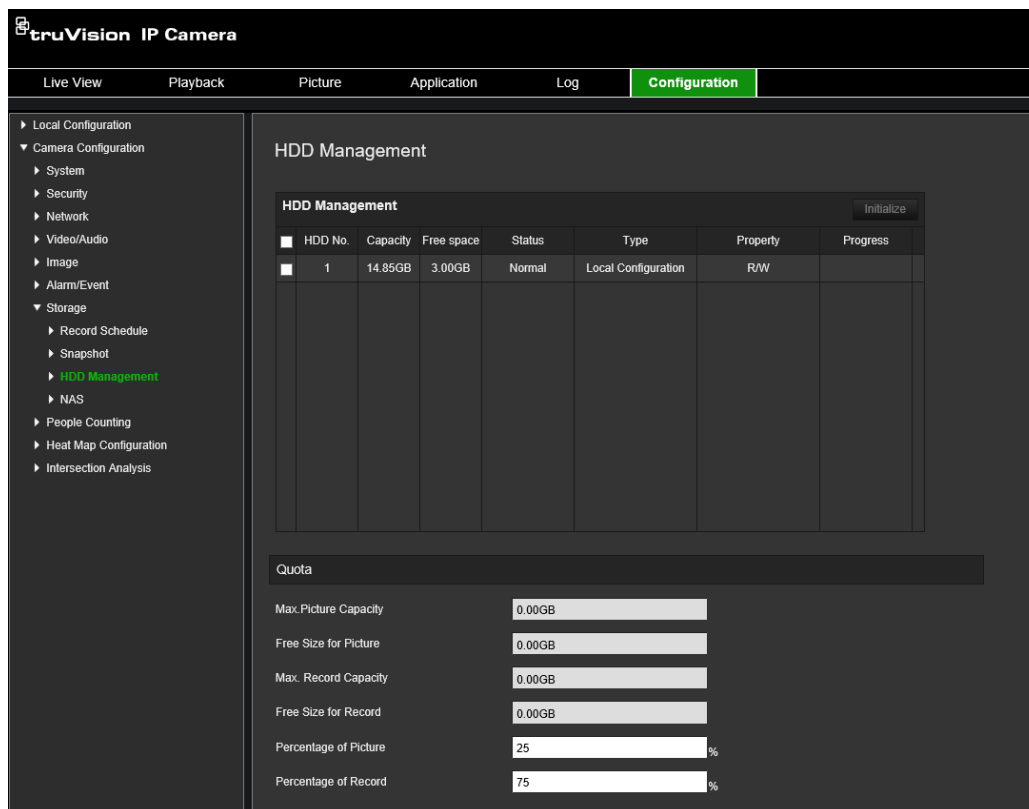 truVision IP Camera
Live View Playback Picture Application Log Configuration
Local Configuration
Camera Configuration
System
Security
Network
Video/Audio
Image
Alarm/Event
Storage
Record Schedule
Snapshot
HDD Management
NAS
People Counting
Heat Map Configuration
Intersection Analysis
HDD Management
HDD Management Initialize
HDD No. Capacity Free space Status Type Property Progress
1 14.85GB 3.00GB Normal Local Configuration R/W
Quota
Max.Picture Capacity 0.00GB
Free Size for Picture 0.00GB
Max. Record Capacity 0.00GB
Free Size for Record 0.00GB
Percentage of Picture 25 %
Percentage of Record 75 %